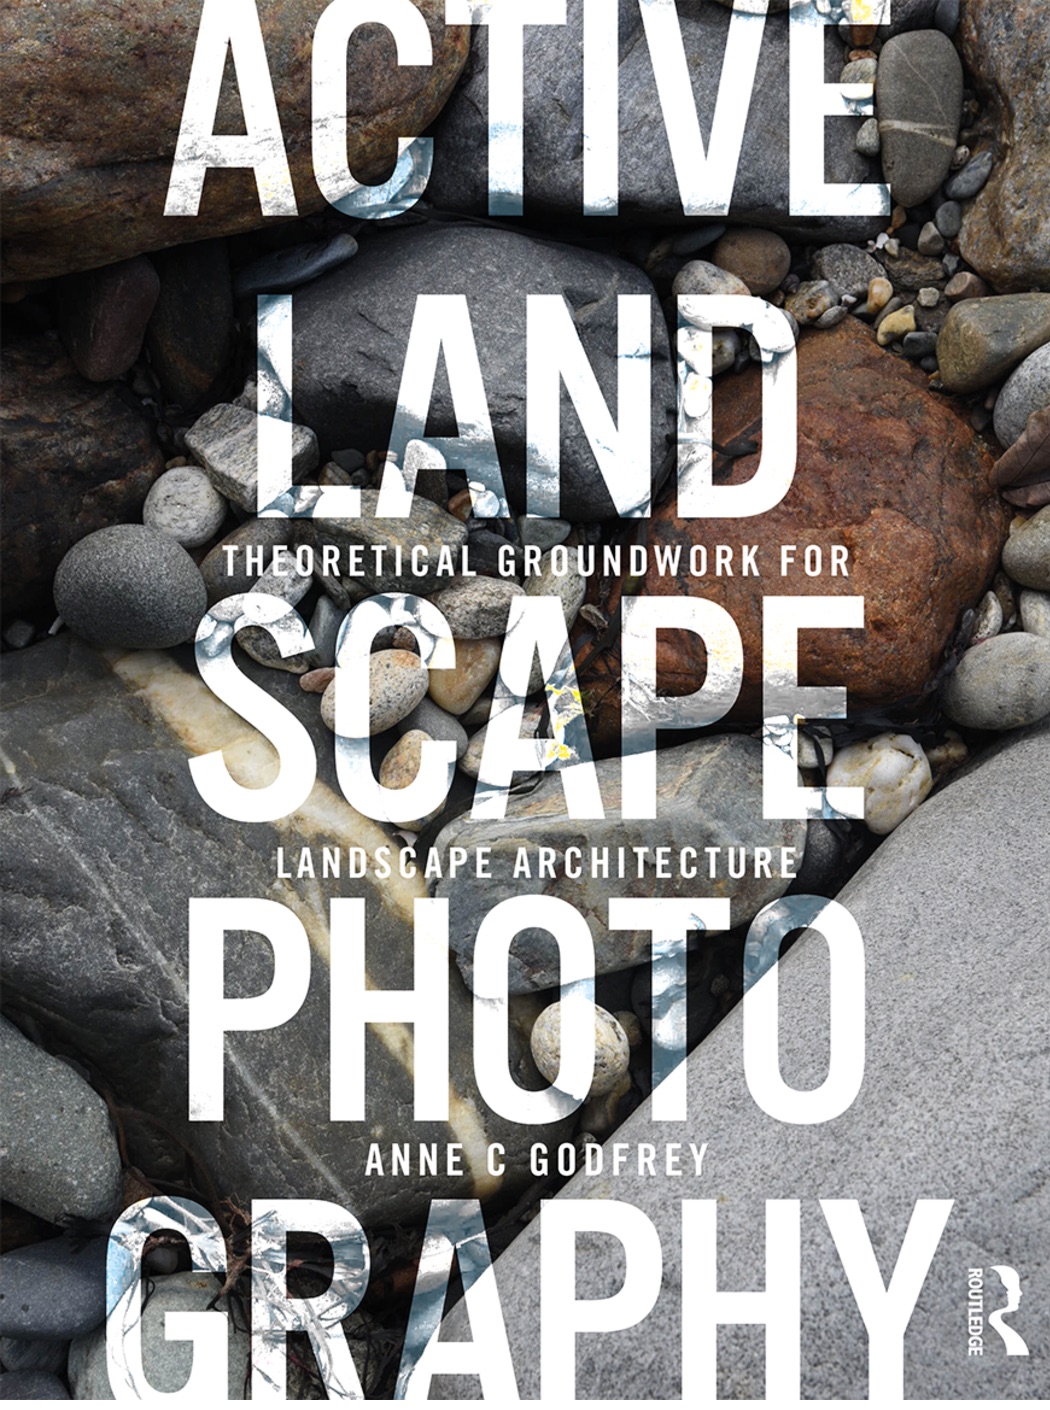 ACTIVE
LAND
THEORETICAL GROUNDWORK FOR
SCAPE
LANDSCAPE ARCHITECTURE
PHOTO
ANNE C GODFREY
GRAPHY
ROUTLEDGE